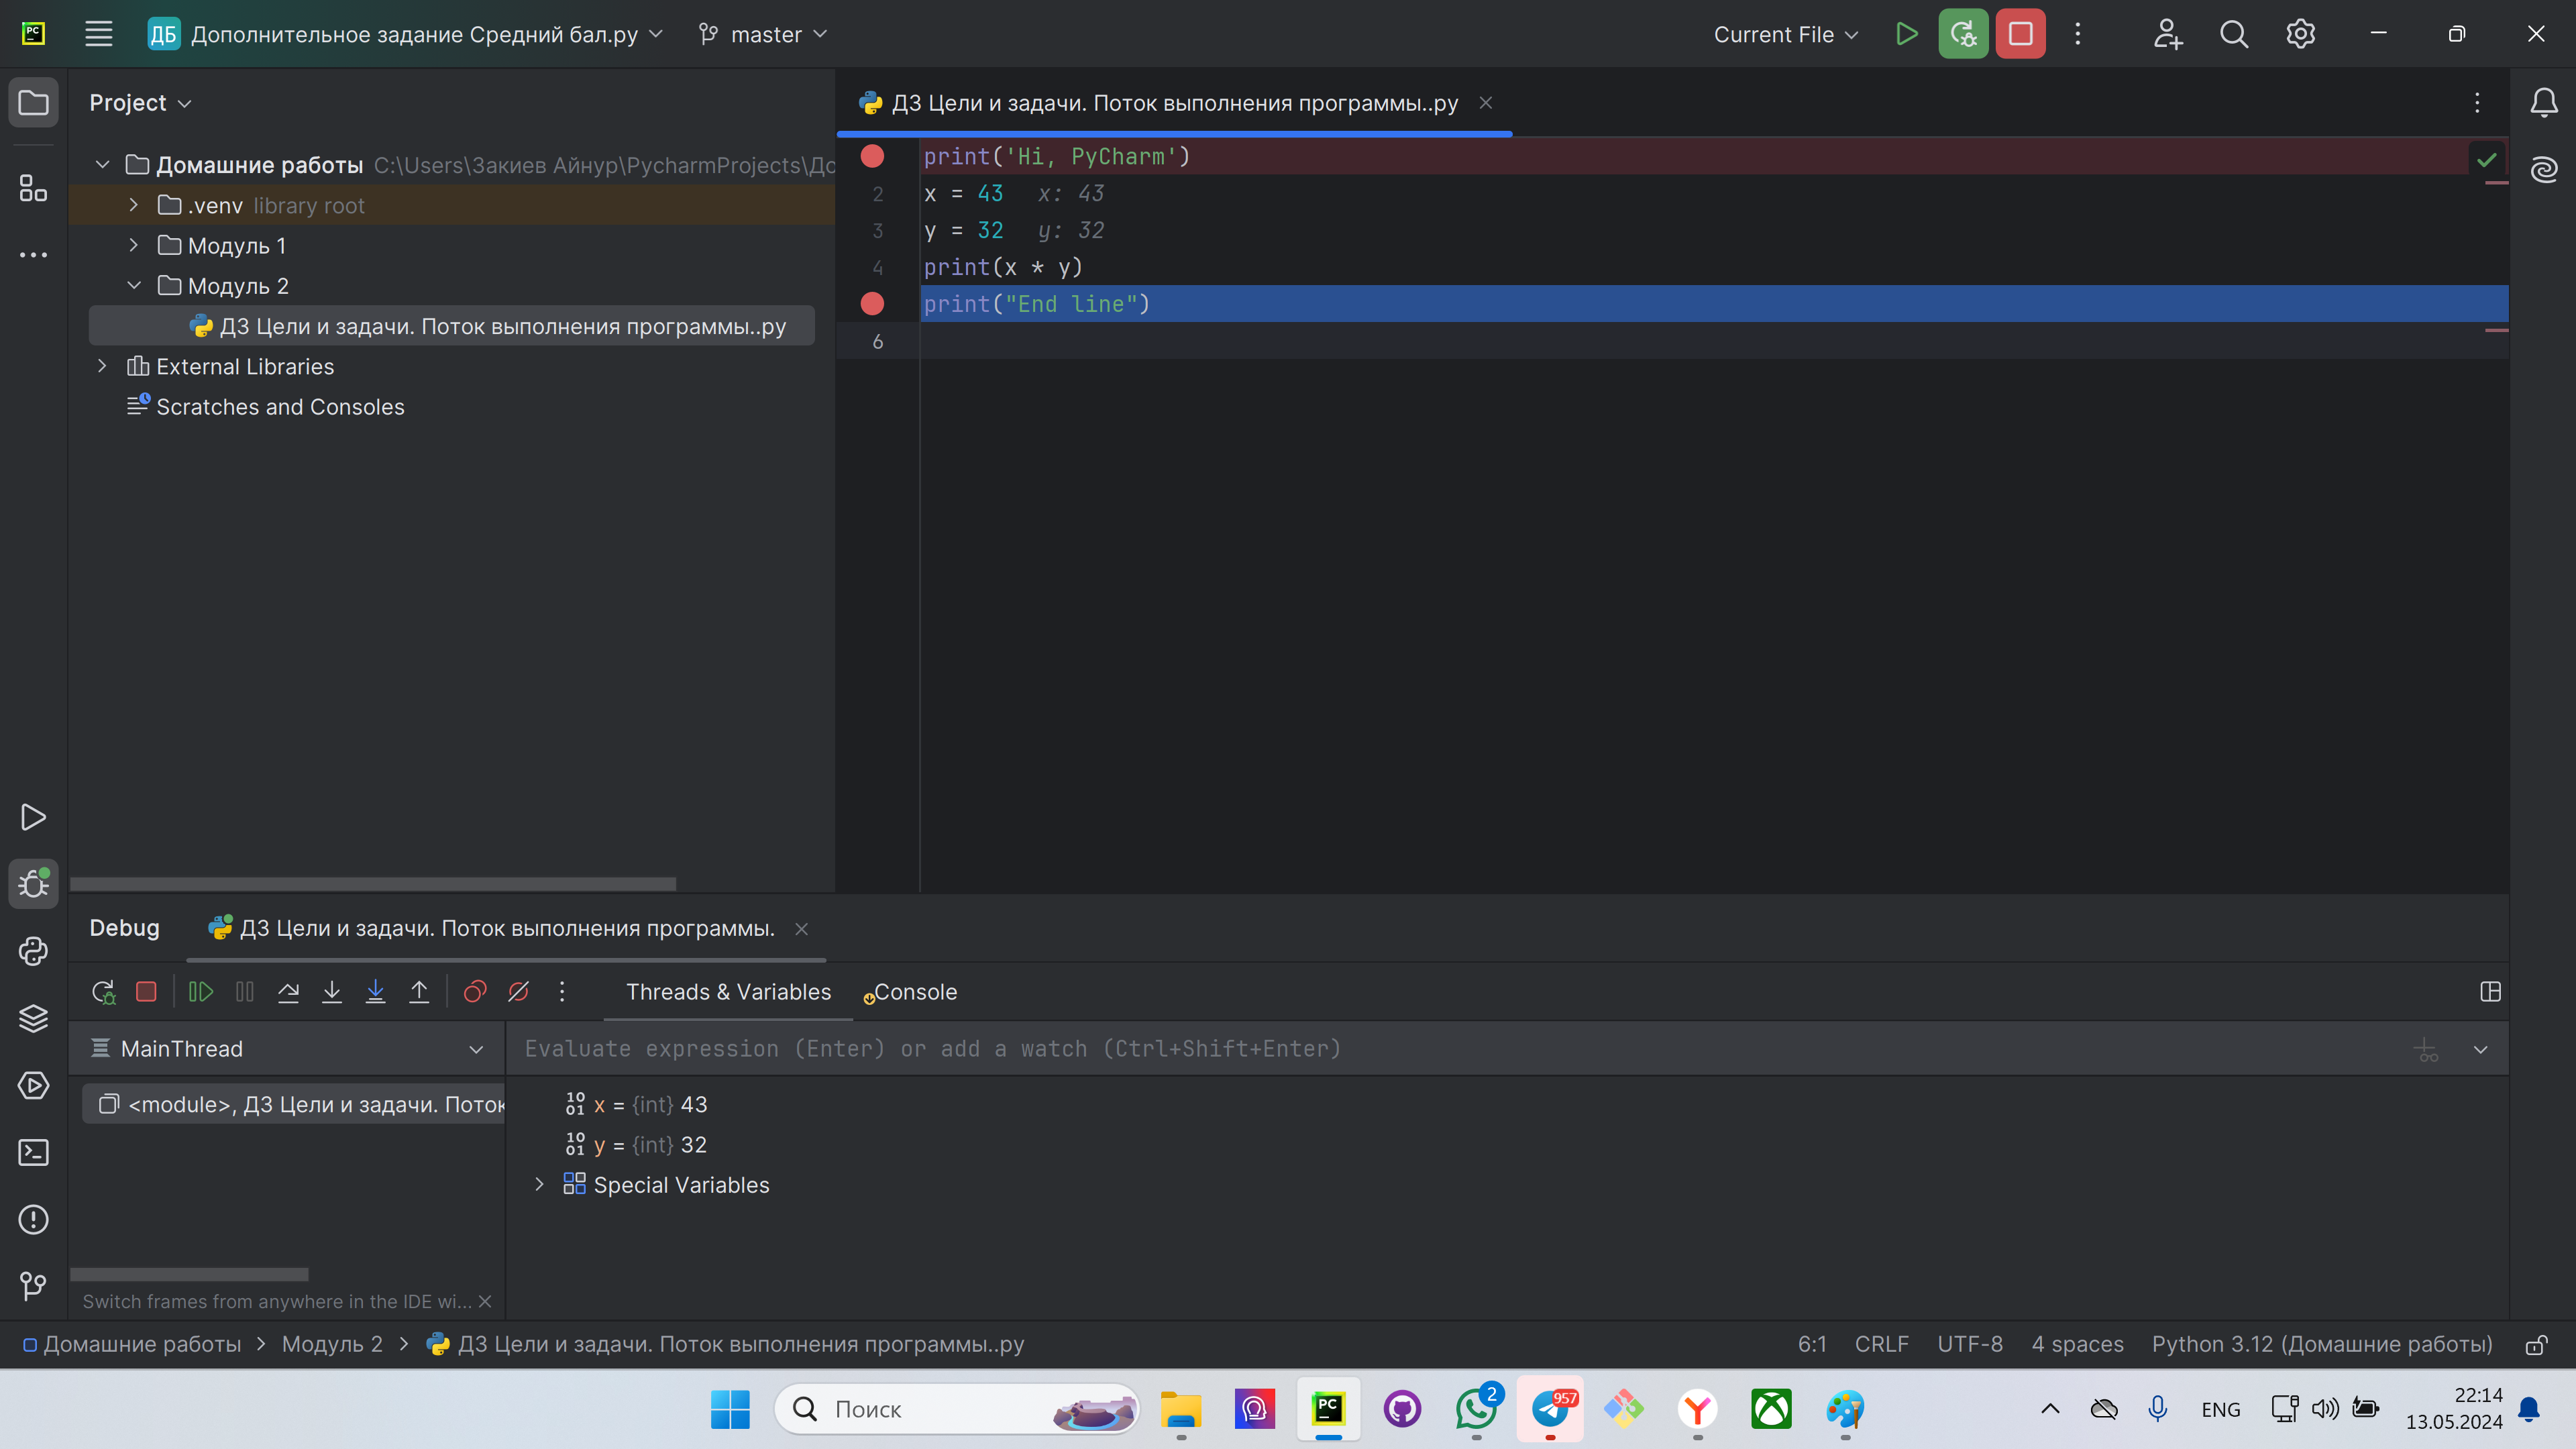 PC
ДБ Дополнительное задание Средний бал.py master Current File
Project
Домашние работы C:\Users\Закиев Айнур\PycharmProjects\До
.venv library root
Модуль 1
Модуль 2
ДЗ Цели и задачи. Поток выполнения программы..py
External Libraries
Scratches and Consoles
ДЗ Цели и задачи. Поток выполнения программы..py
print('Hi, PyCharm')
2 x = 43 x: 43
3 y = 32 y: 32
4 print(x * y)
print("End line")
6
Debug ДЗ Цели и задачи. Поток выполнения программы.
Threads & Variables Console
MainThread
Evaluate expression (Enter) or add a watch (Ctrl+Shift+Enter)
<module>, ДЗ Цели и задачи. Поток
x = {int} 43
y = {int} 32
Special Variables
Switch frames from anywhere in the IDE wi...
Домашние работы > Модуль 2 > ДЗ Цели и задачи. Поток выполнения программы..py
6:1 CRLF UTF-8 4 spaces Python 3.12 (Домашние работы)
Поиск
PC
2
957
ENG
22:14
13.05.2024